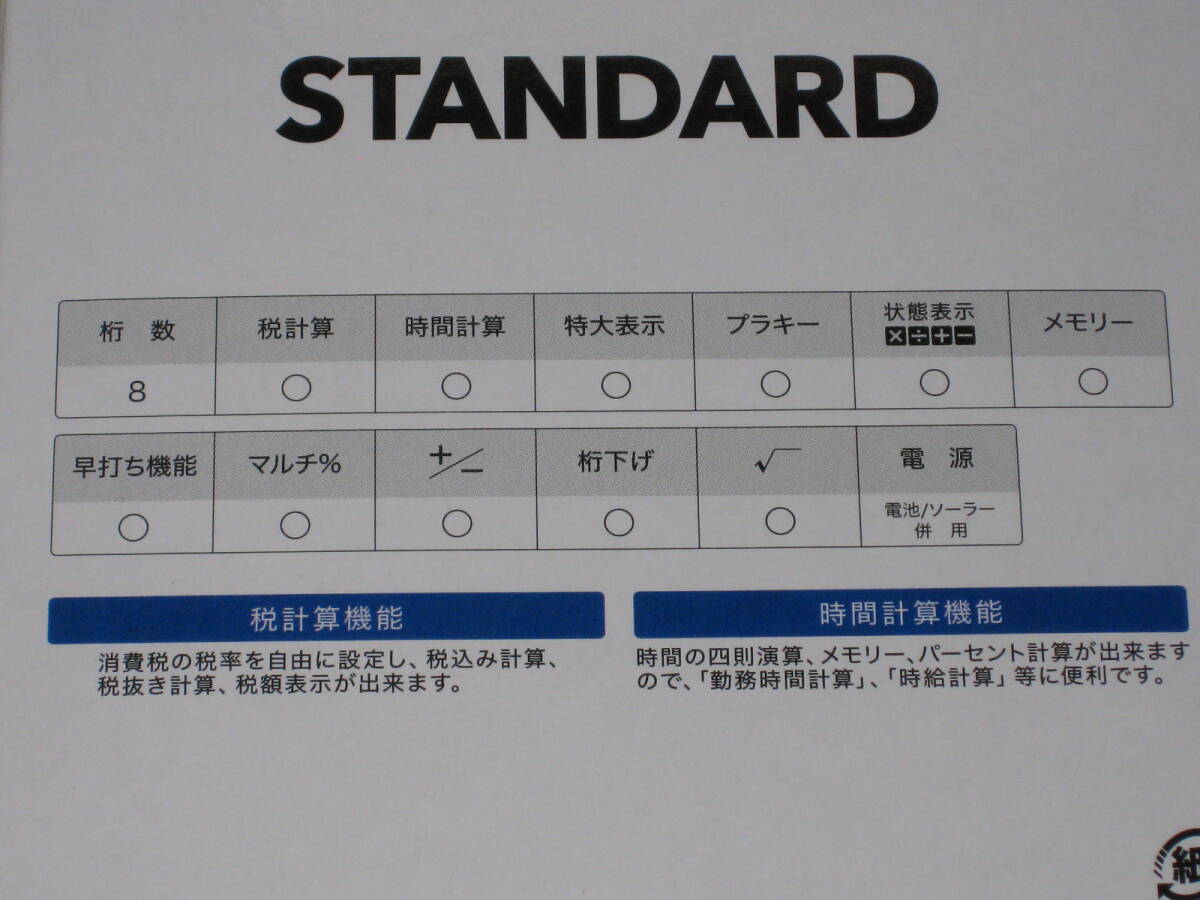 STANDARD
桁 数 税計算 時間計算 特大表示 プラキー 状態表示 メモリー
×÷+−
8 ○ ○ ○ ○ ○ ○
早打ち機能 マルチ% +/− 桁下げ √ 電 源
○ ○ ○ ○ ○ 電池/ソーラー
併 用
税計算機能
消費税の税率を自由に設定し、税込み計算、
税抜き計算、税額表示が出来ます。
時間計算機能
時間の四則演算、メモリー、パーセント計算が出来ます
ので、「勤務時間計算」、「時給計算」等に便利です。
紙